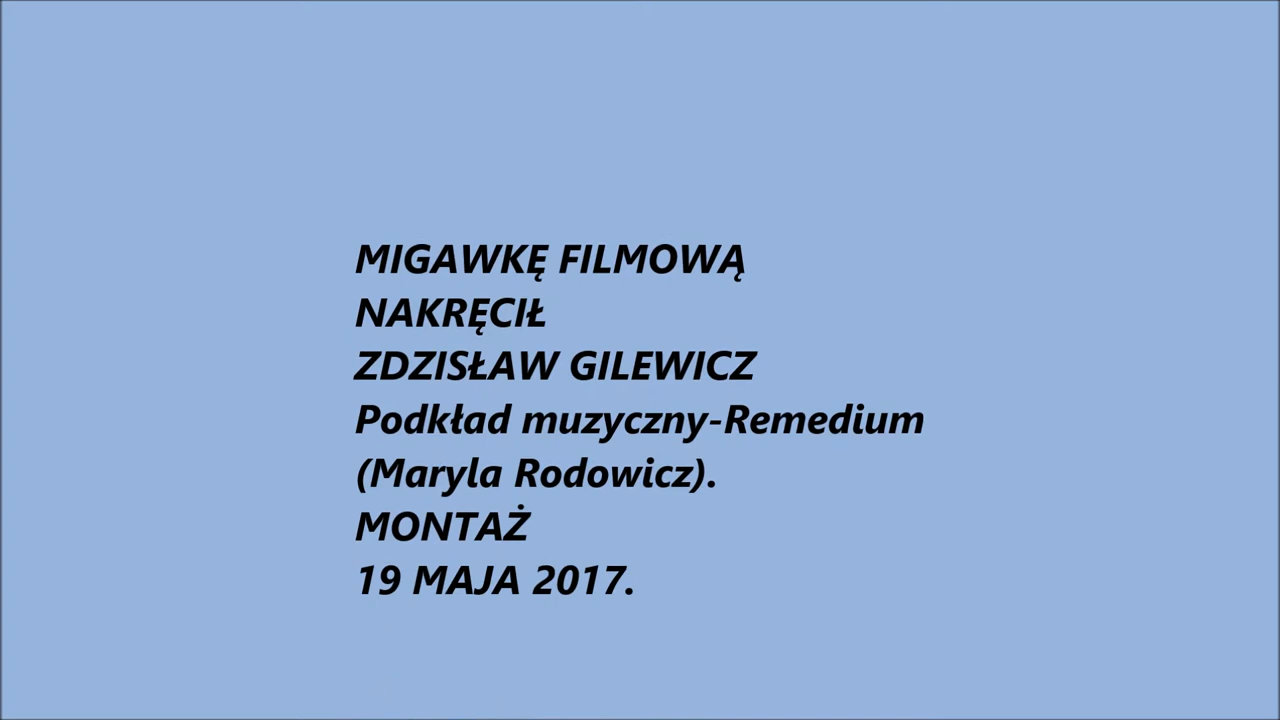 MIGAWKĘ FILMOWĄ
NAKRĘCIŁ
ZDZISŁAW GILEWICZ
Podkład muzyczny-Remedium
(Maryla Rodowicz).
MONTAŻ
19 MAJA 2017.